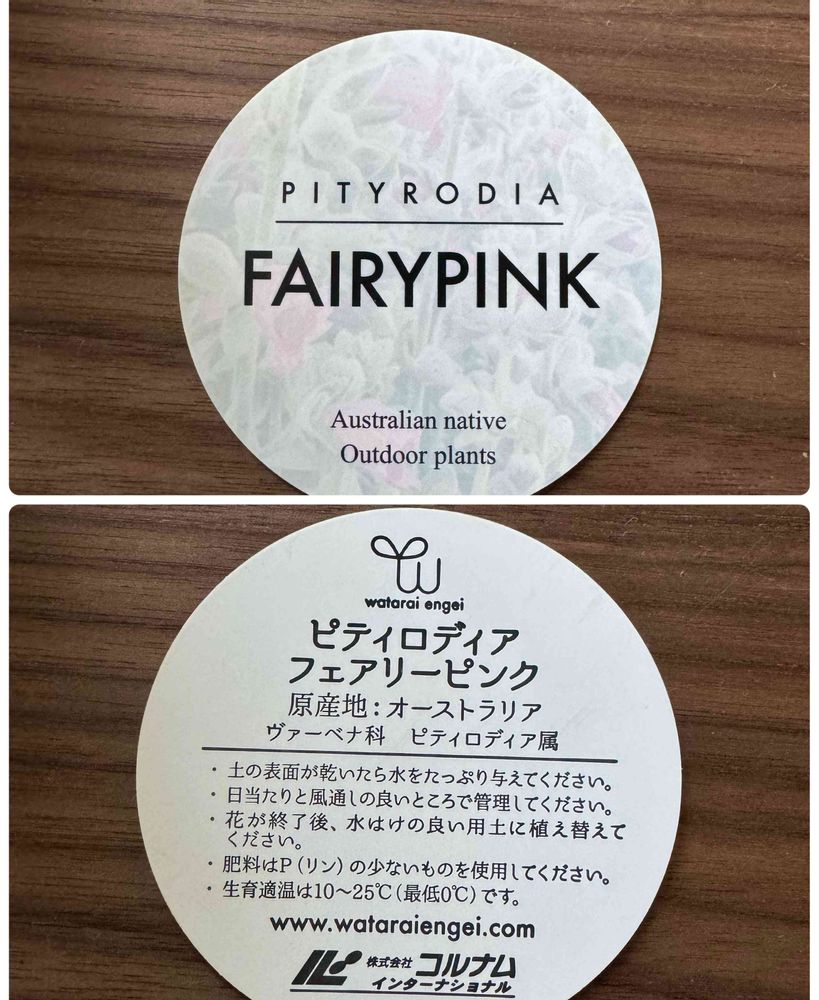 PITYRODIA
FAIRYPINK
Australian native
Outdoor plants
watarai engei
ピティロディア
フェアリーピンク
原産地：オーストラリア
ヴァーベナ科　ピティロディア属
・土の表面が乾いたら水をたっぷり与えてください。
・日当たりと風通しの良いところで管理してください。
・花が終了後、水はけの良い用土に植え替えて
ください。
・肥料はP（リン）の少ないものを使用してください。
・生育適温は10～25℃（最低0℃）です。
www.wataraiengei.com
株式会社 コルナム
インターナショナル